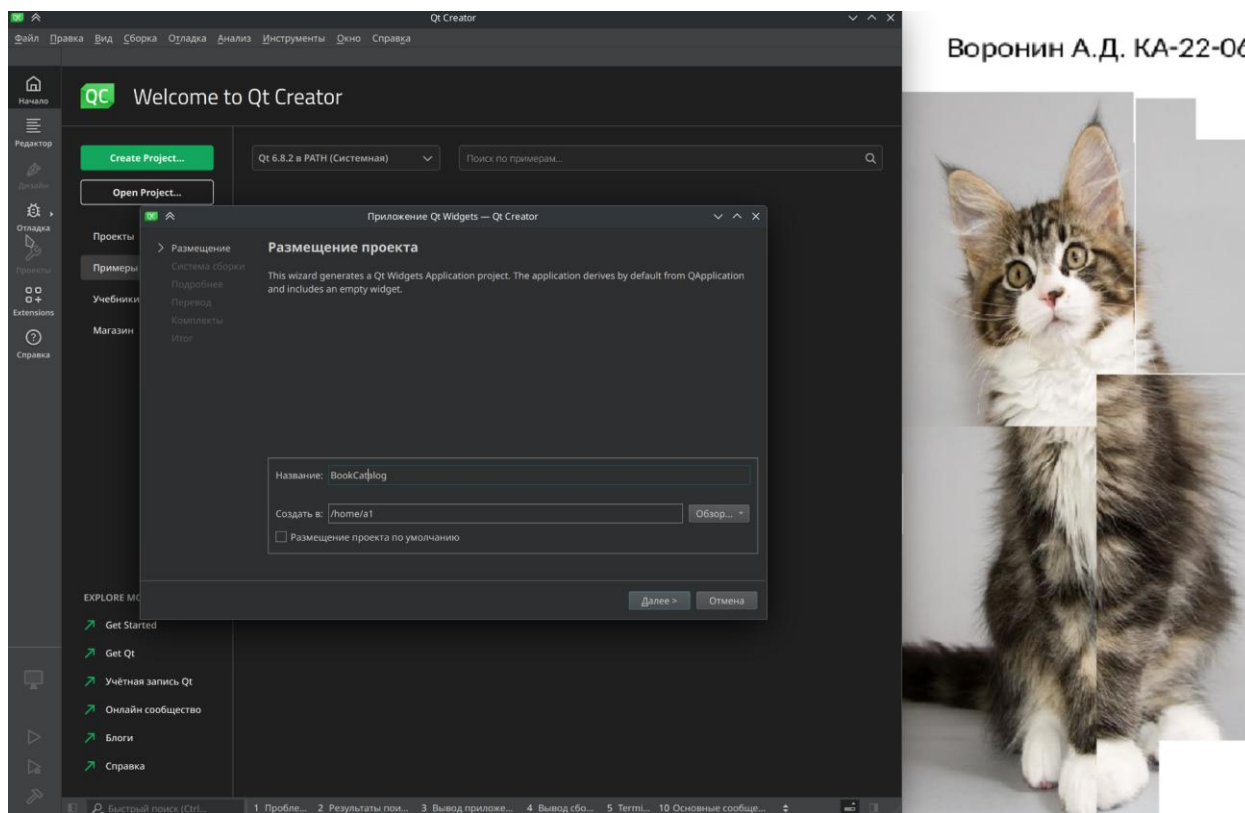 Qt Creator
Файл Правка Вид Сборка Отладка Анализ Инструменты Окно Справка
Воронин А.Д. КА-22-06
Начало
Редактор
Дизайн
Отладка
Проекты
Extensions
Справка
QC Welcome to Qt Creator
Create Project...
Open Project...
Qt 6.8.2 в PATH (Системная)
Поиск по примерам...
Проекты
Примеры
Учебники
Магазин
Приложение Qt Widgets — Qt Creator
Размещение
Система сборки
Подробнее
Перевод
Комплекты
Итог
Размещение проекта
This wizard generates a Qt Widgets Application project. The application derives by default from QApplication
and includes an empty widget.
Название: BookCatalog
Создать в: /home/a1 Обзор...
Размещение проекта по умолчанию
Далее > Отмена
EXPLORE MO
Get Started
Get Qt
Учётная запись Qt
Онлайн сообщество
Блоги
Справка
Быстрый поиск (Ctrl... 1 Пробле... 2 Результаты пои... 3 Вывод приложе... 4 Вывод сбо... 5 Termi... 10 Основные сообще...